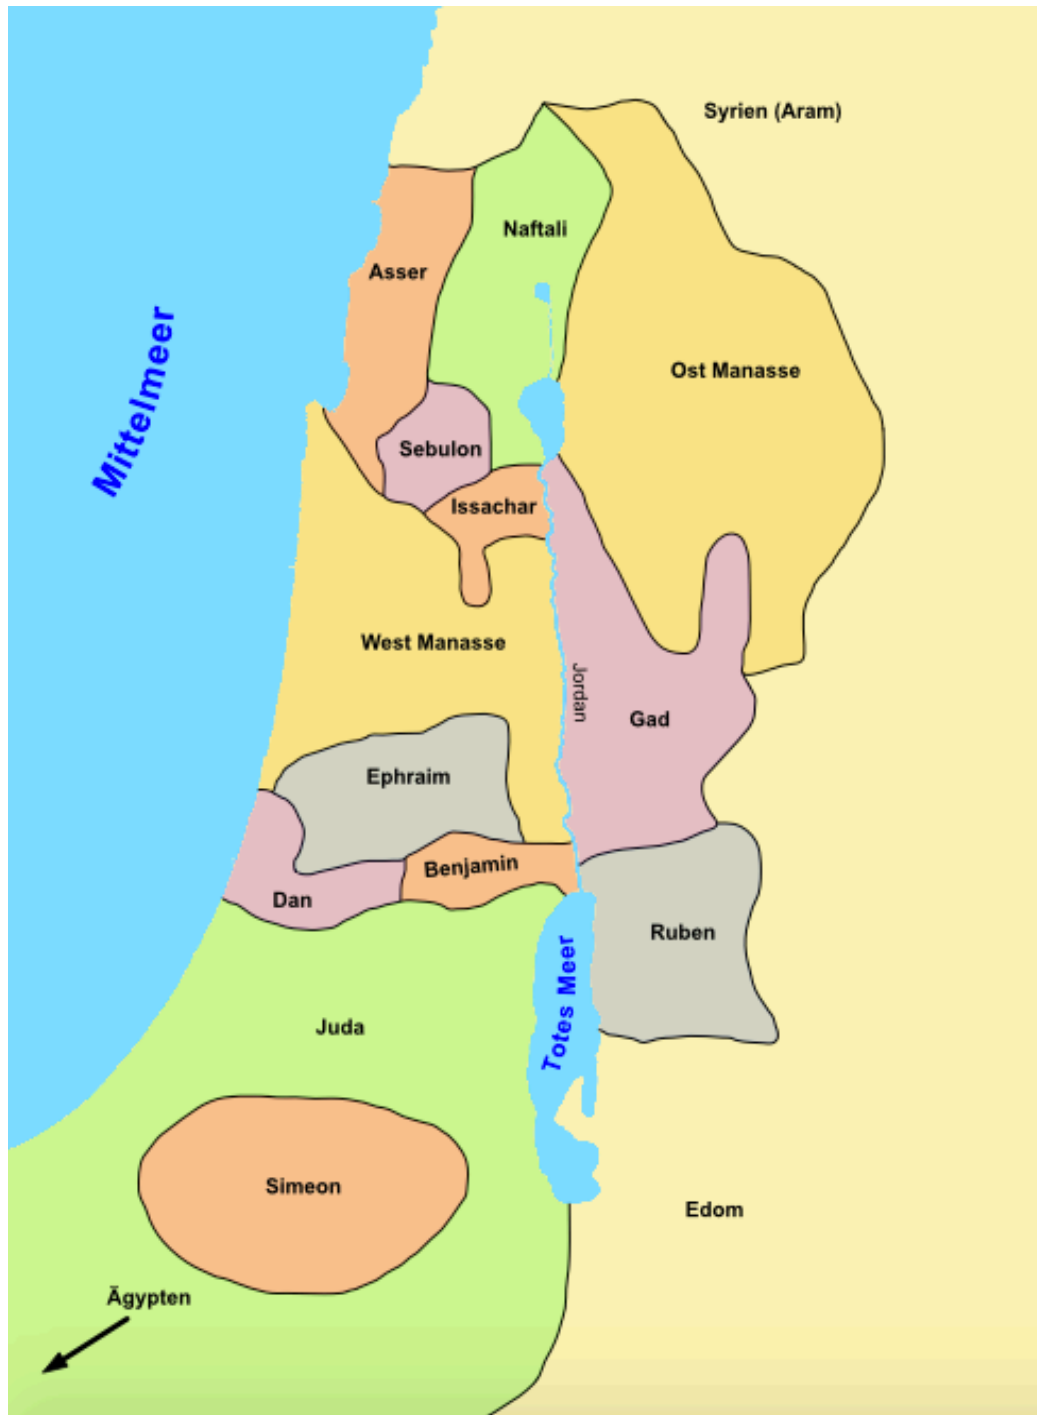 Syrien (Aram)
Naftali
Asser
Mittelmeer
Ost Manasse
Sebulon
Issachar
West Manasse
Jordan
Gad
Ephraim
Benjamin
Dan
Ruben
Totes Meer
Juda
Simeon
Edom
Ägypten